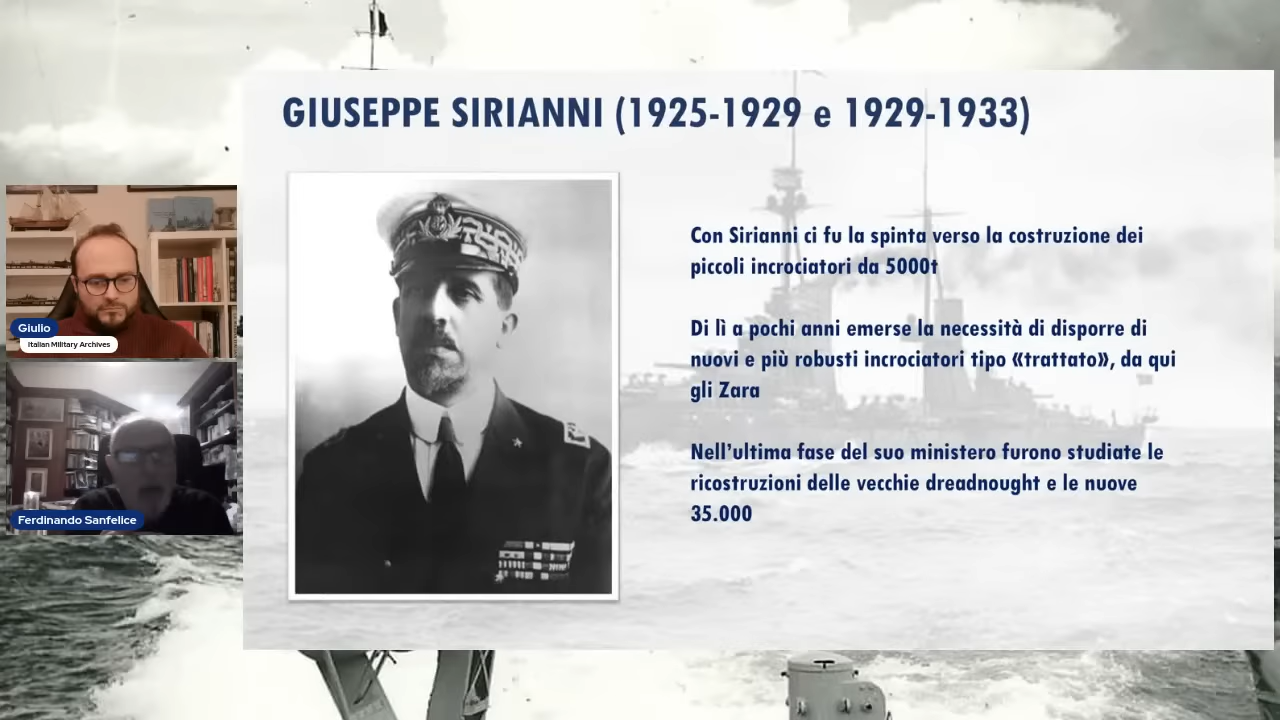 GIUSEPPE SIRIANNI (1925-1929 e 1929-1933)
Con Sirianni ci fu la spinta verso la costruzione dei
piccoli incrociatori da 5000t
Di lì a pochi anni emerse la necessità di disporre di
nuovi e più robusti incrociatori tipo «trattato», da qui
gli Zara
Nell'ultima fase del suo ministero furono studiate le
ricostruzioni delle vecchie dreadnought e le nuove
35.000
Giulio
Italian Military Archives
Ferdinando Sanfelice